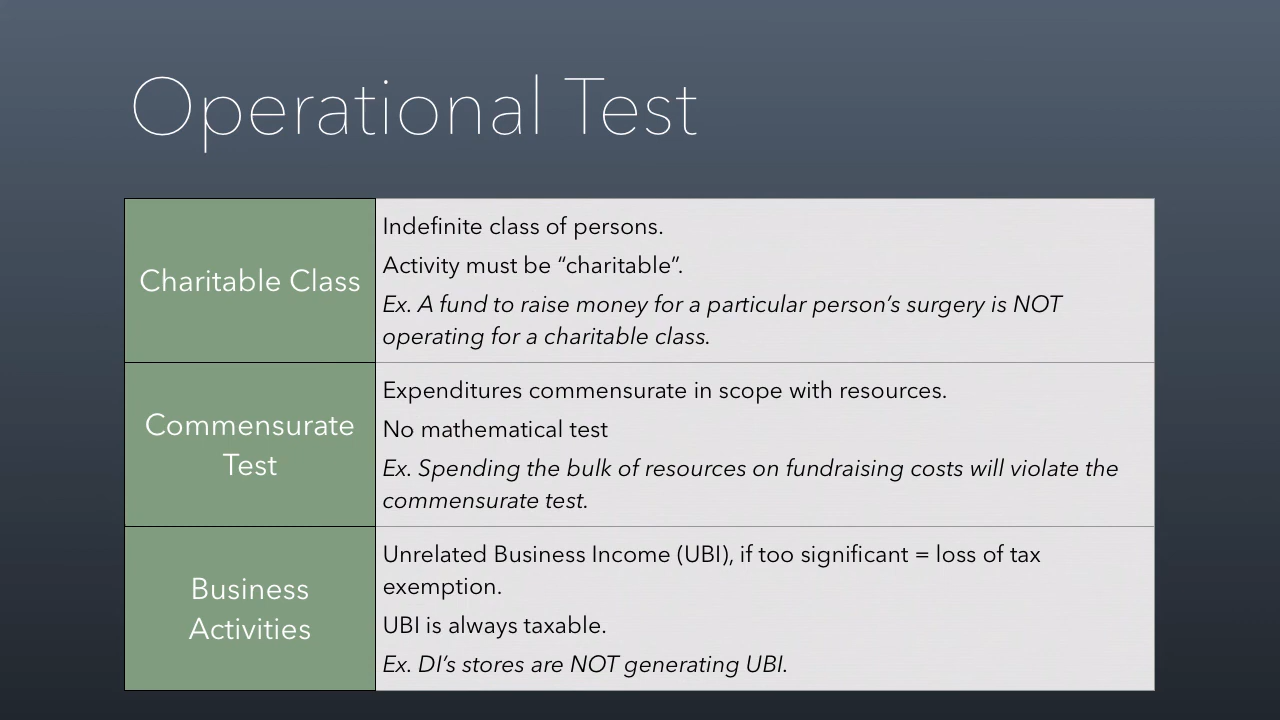 Operational Test
Charitable Class
Indefinite class of persons.
Activity must be “charitable”.
Ex. A fund to raise money for a particular person’s surgery is NOT
operating for a charitable class.
Commensurate
Test
Expenditures commensurate in scope with resources.
No mathematical test
Ex. Spending the bulk of resources on fundraising costs will violate the
commensurate test.
Business
Activities
Unrelated Business Income (UBI), if too significant = loss of tax
exemption.
UBI is always taxable.
Ex. DI’s stores are NOT generating UBI.